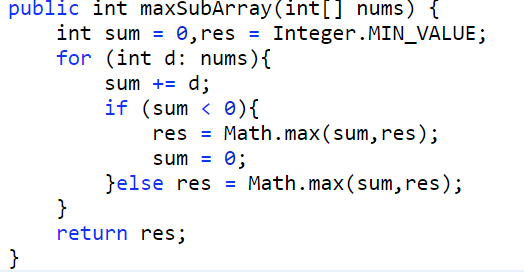 public int maxSubArray(int[] nums) {
    int sum = 0,res = Integer.MIN_VALUE;
    for (int d: nums){
        sum += d;
        if (sum < 0){
            res = Math.max(sum,res);
            sum = 0;
        }else res = Math.max(sum,res);
    }
    return res;
}